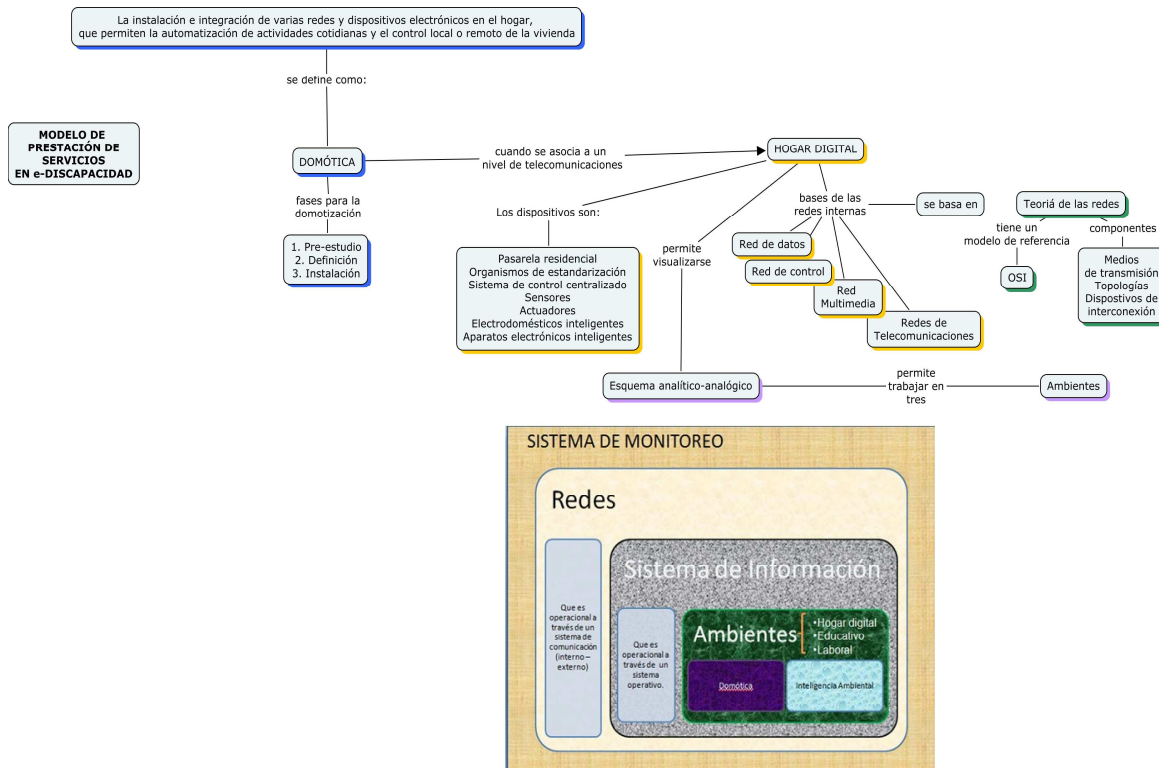 La instalación e integración de varias redes y dispositivos electrónicos en el hogar,
que permiten la automatización de actividades cotidianas y el control local o remoto de la vivienda
se define como:
MODELO DE
PRESTACIÓN DE
SERVICIOS
EN e-DISCAPACIDAD
DOMÓTICA
cuando se asocia a un
nivel de telecomunicaciones
HOGAR DIGITAL
fases para la
domotización
1. Pre-estudio
2. Definición
3. Instalación
Los dispositivos son:
Pasarela residencial
Organismos de estandarización
Sistema de control centralizado
Sensores
Actuadores
Electrodomésticos inteligentes
Aparatos electrónicos inteligentes
permite
visualizarse
bases de las
redes internas
se basa en
Red de datos
Red de control
Red
Multimedia
Redes de
Telecomunicaciones
Teoriá de las redes
tiene un
modelo de referencia
OSI
componentes
Medios
de transmisión
Topologías
Dispostivos de
interconexión
Esquema analítico-analógico
permite
trabajar en
tres
Ambientes
SISTEMA DE MONITOREO
Redes
Que es
operacional a
través de un
sistema de
comunicación
(interno –
externo)
Sistema de Información
Que es
operacional a
través de un
sistema
operativo.
Ambientes
•Hogar digital
•Educativo
•Laboral
Domótica
Inteligencia Ambiental